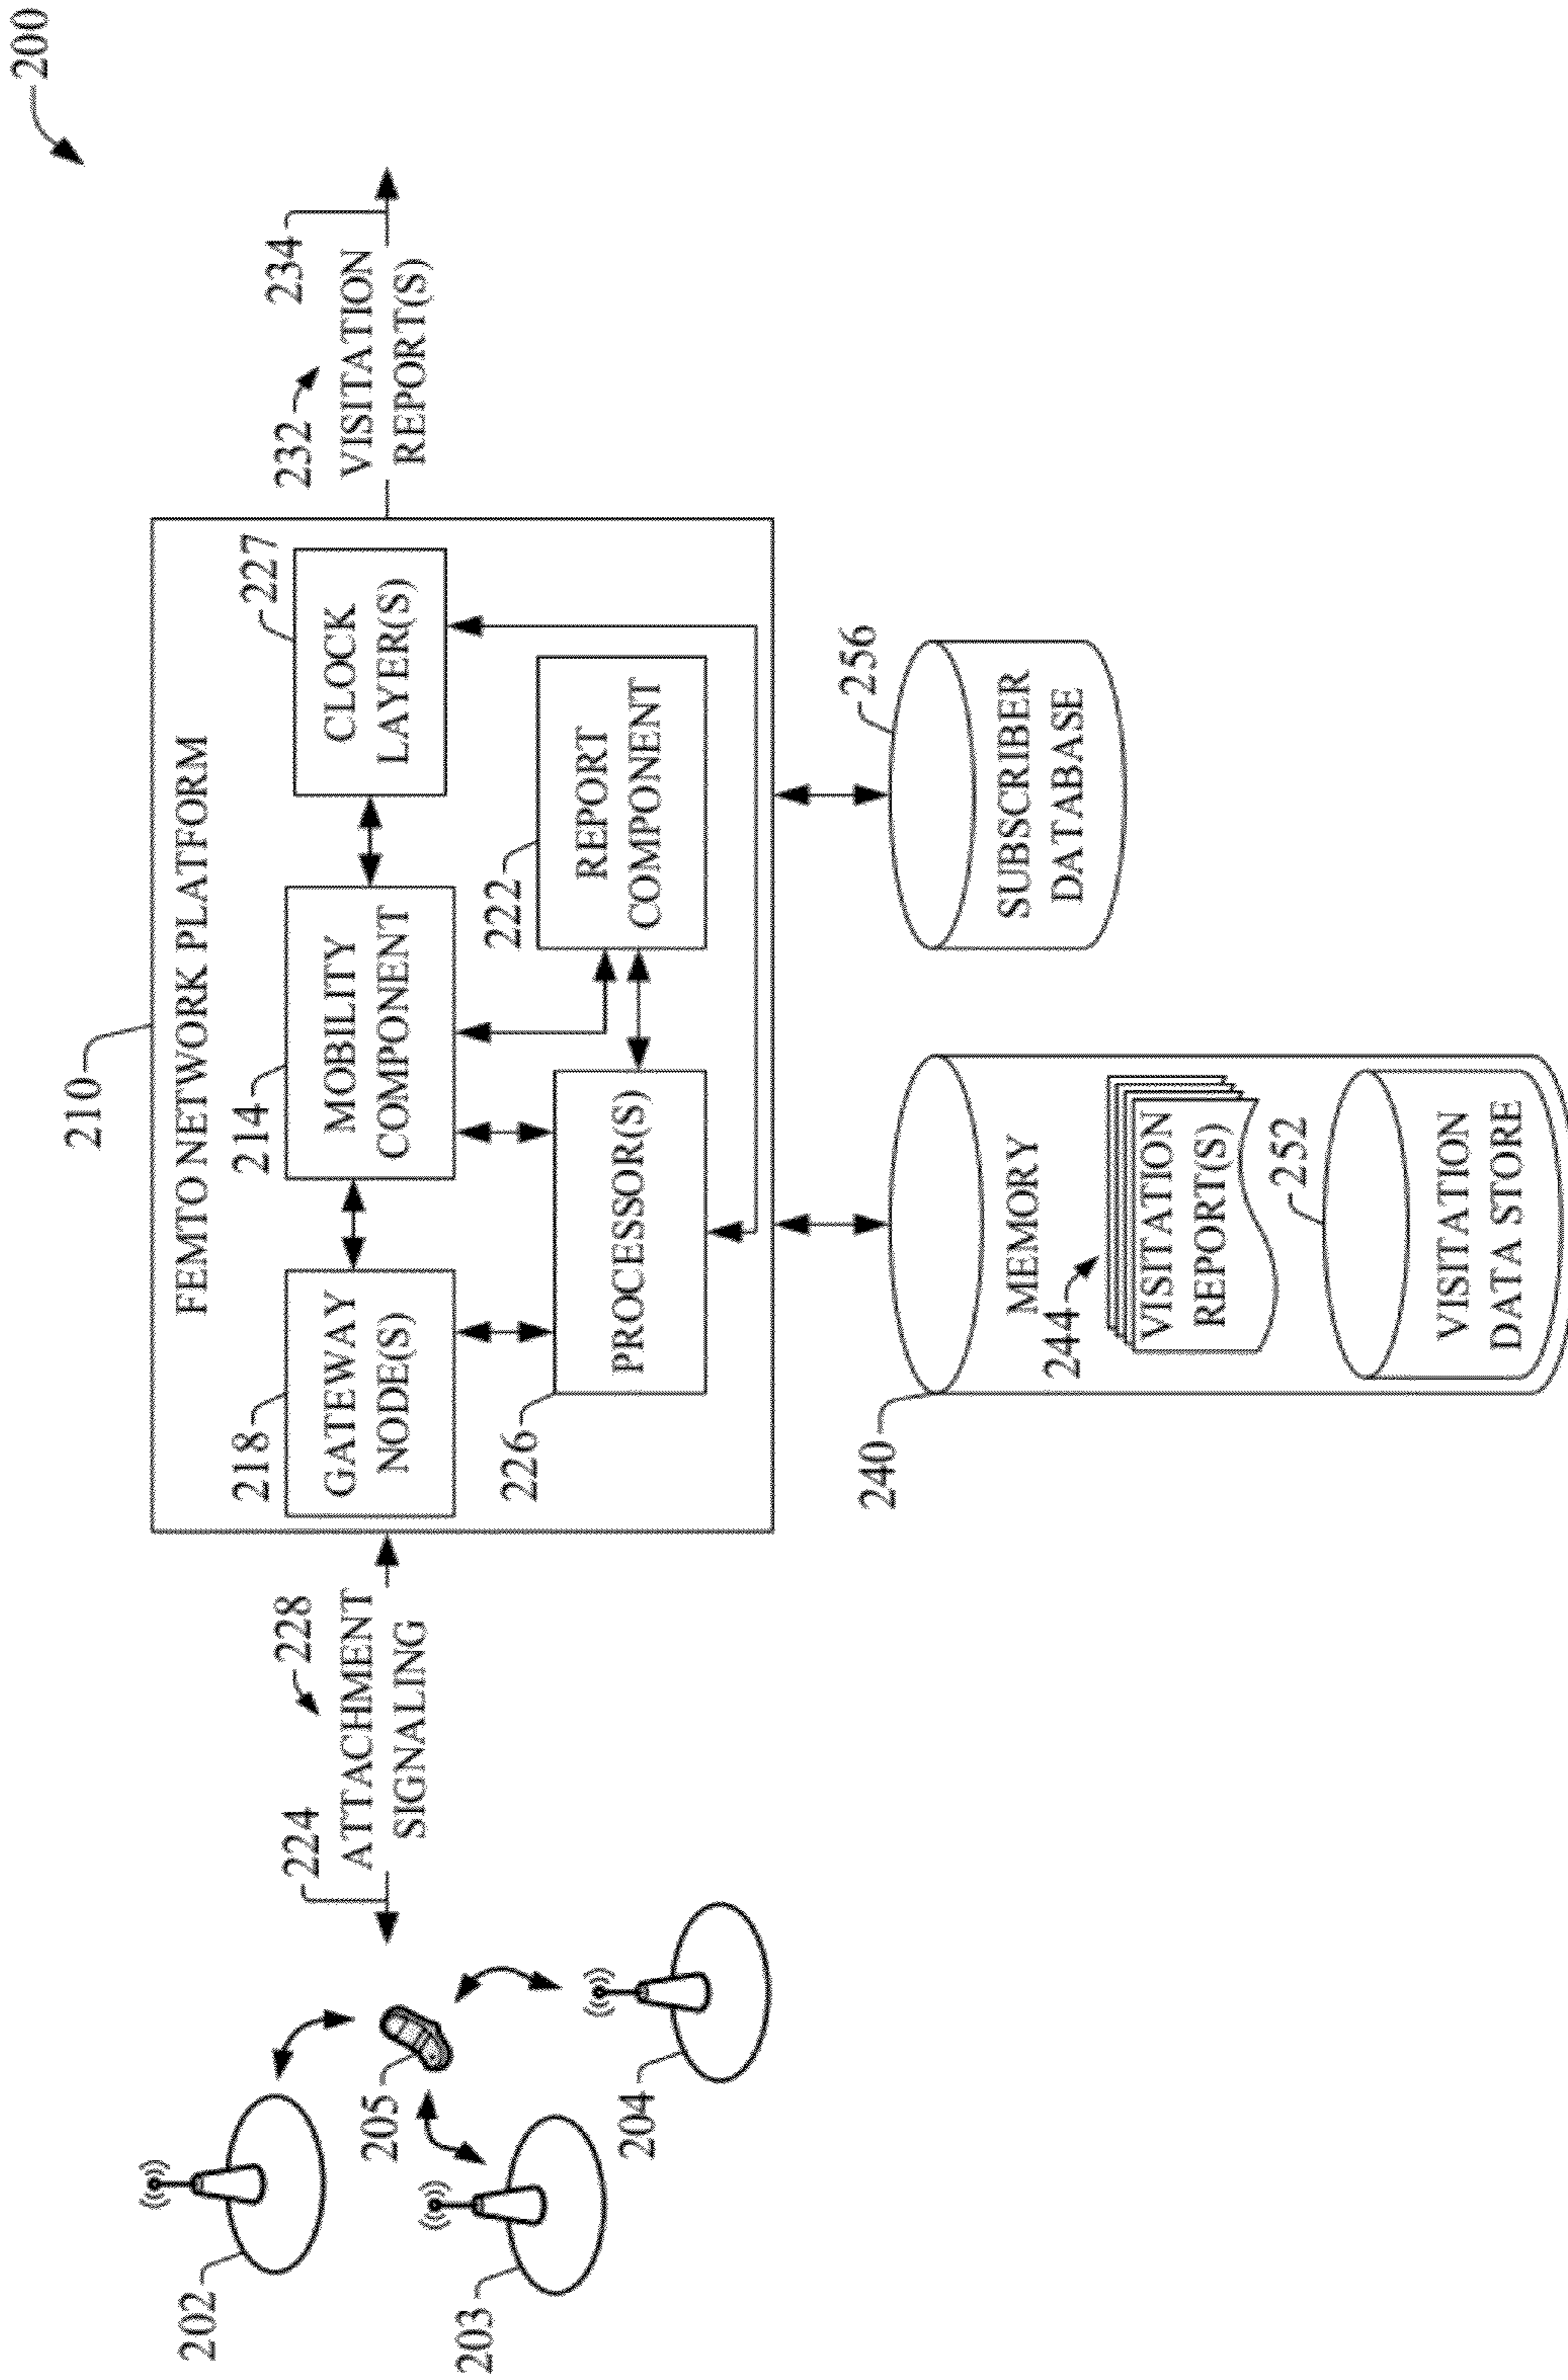 200
210
FEMTO NETWORK PLATFORM
202
203
204
205
224
228
ATTACHMENT
SIGNALING
218
GATEWAY
NODE(S)
214
MOBILITY
COMPONENT
227
CLOCK
LAYER(S)
226
PROCESSOR(S)
222
REPORT
COMPONENT
232
234
VISITATION
REPORT(S)
240
MEMORY
244
VISITATION
REPORT(S)
252
VISITATION
DATA STORE
256
SUBSCRIBER
DATABASE